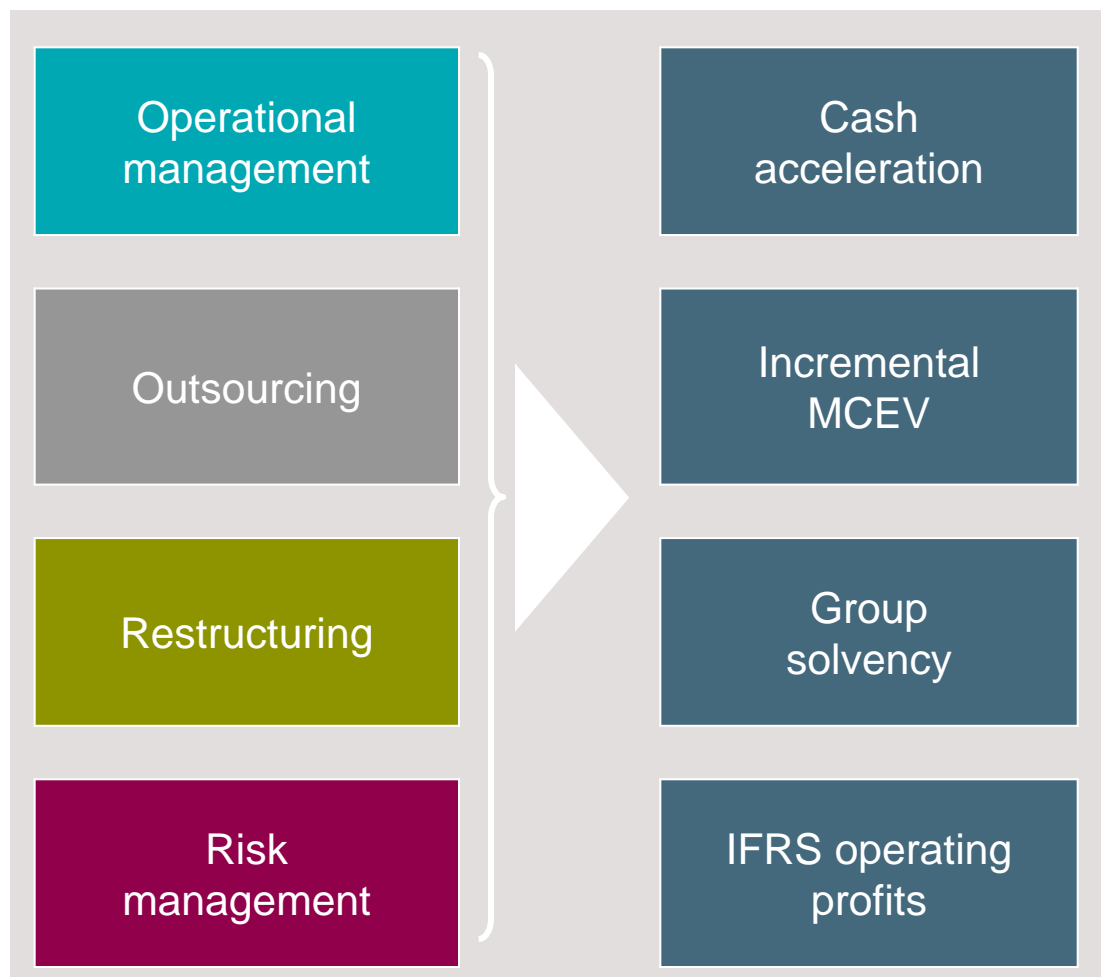 Operational
management
Cash
acceleration
Outsourcing
Incremental
MCEV
Restructuring
Group
solvency
Risk
management
IFRS operating
profits